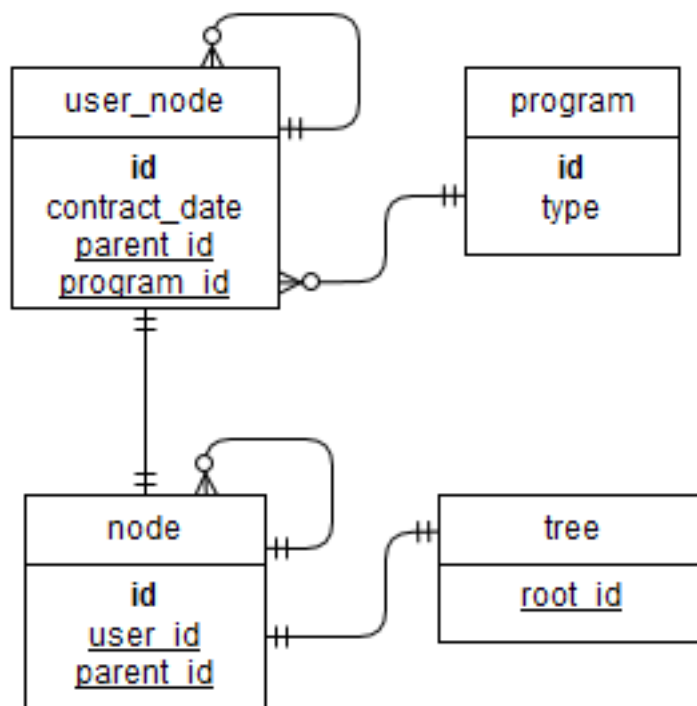 user_node
id
contract_date
parent_id
program_id
program
id
type
node
id
user_id
parent_id
tree
root_id